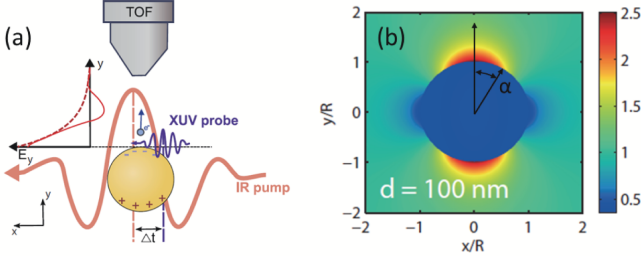 (a)
TOF
y
E_y
e⁻
XUV probe
IR pump
- - - -
+ + + +
y
x
Δt
(b)
α
d = 100 nm
y/R
2
1
0
-1
-2
-2
-1
0
1
2
x/R
2.5
2
1.5
1
0.5